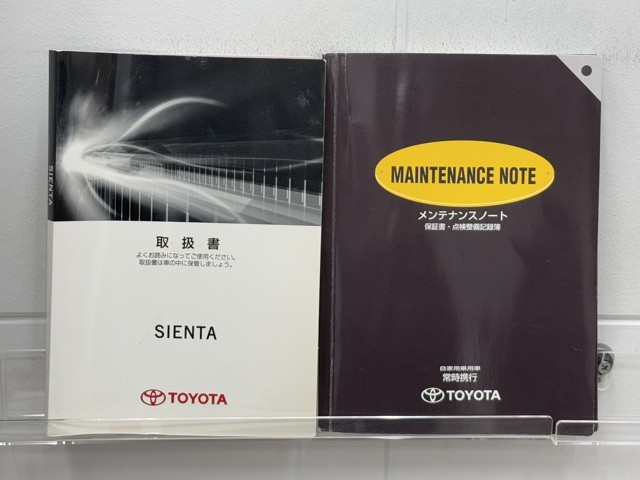 SIENTA
取扱書
よくお読みになってご使用ください。
取扱書は車の中に保管しましょう。
SIENTA
TOYOTA
MAINTENANCE NOTE
メンテナンスノート
保証書・点検整備記録簿
自家用乗用車
常時携行
TOYOTA